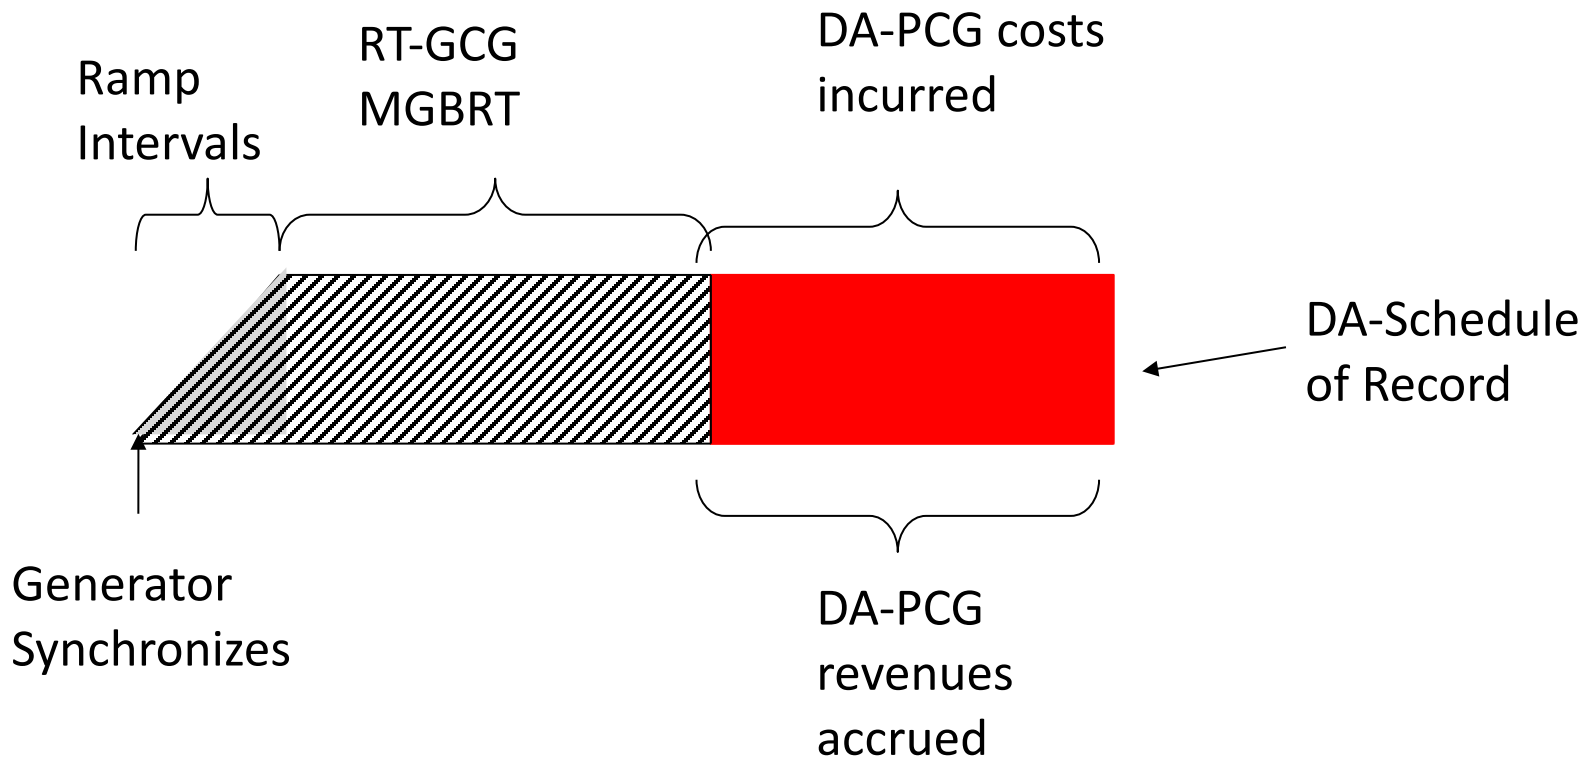 Ramp
Intervals
RT-GCG
MGBRT
DA-PCG costs
incurred
DA-Schedule
of Record
Generator
Synchronizes
DA-PCG
revenues
accrued